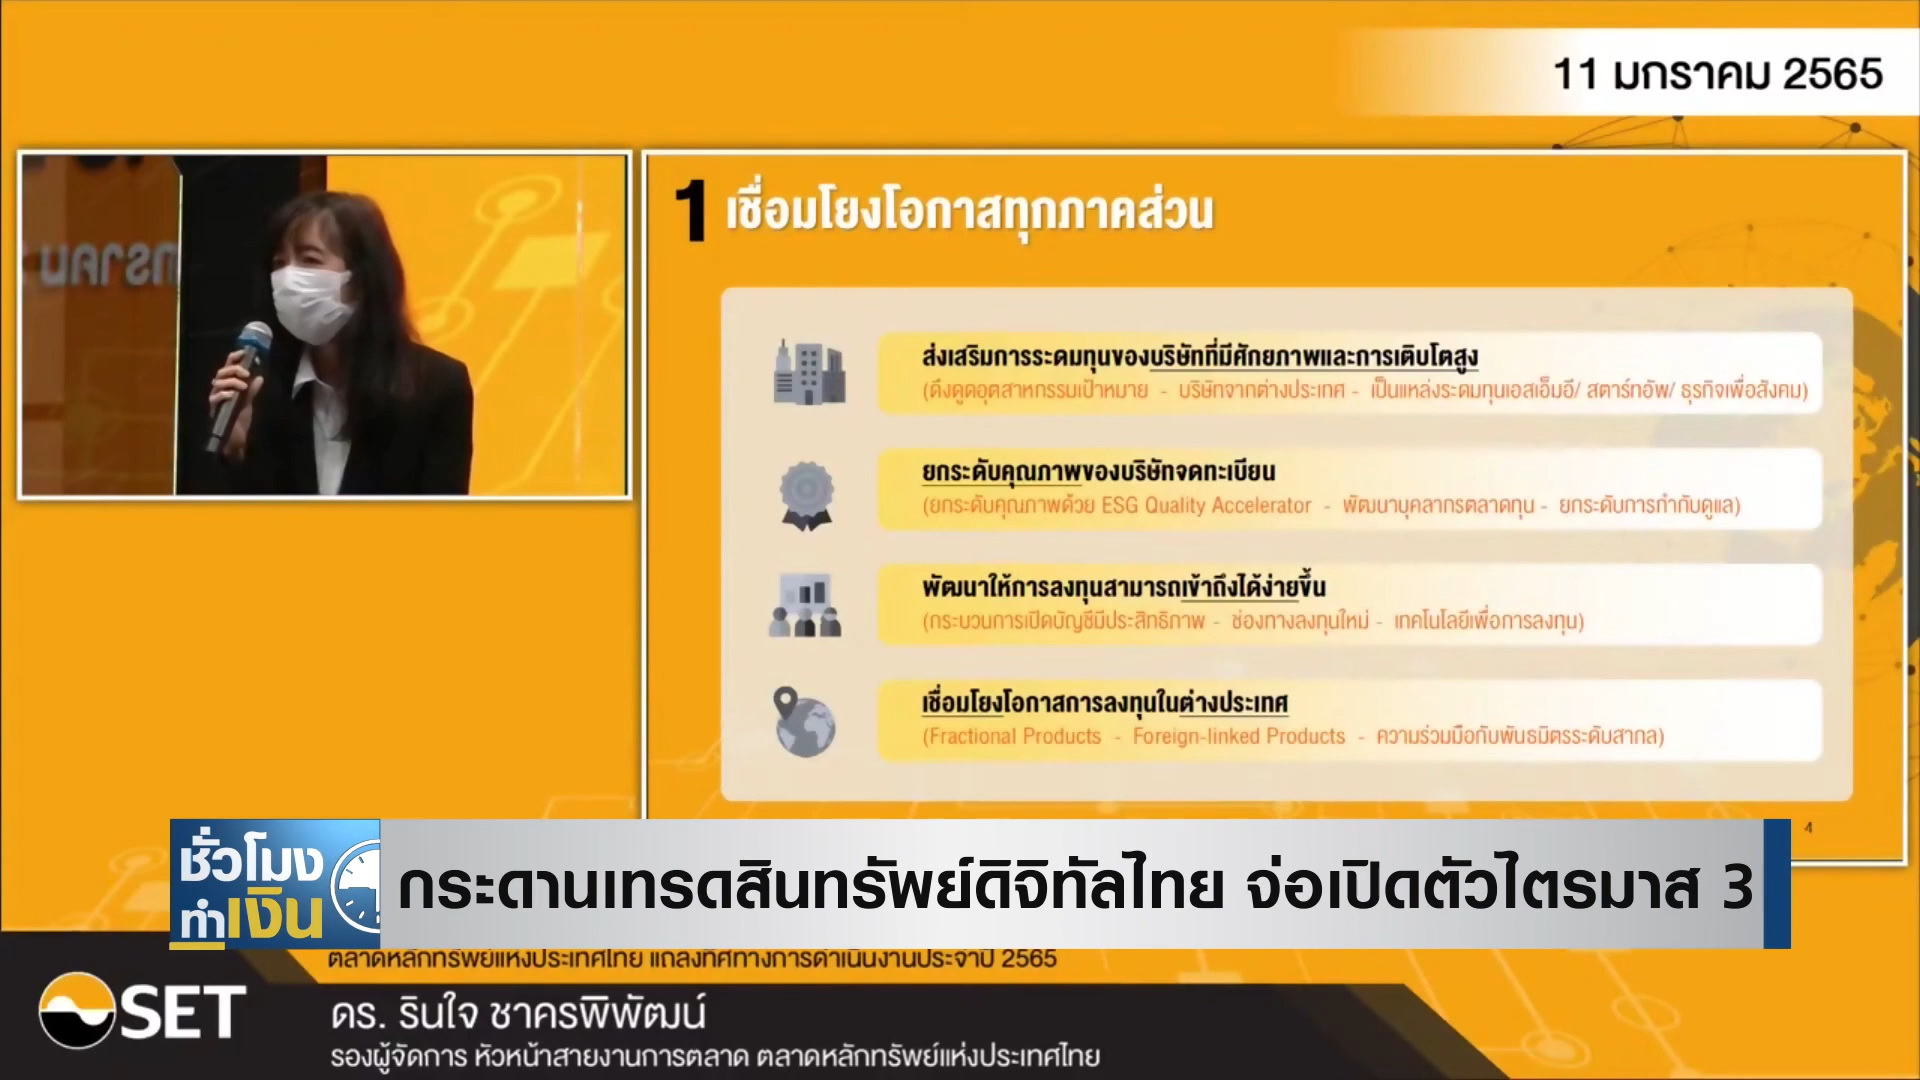 11 มกราคม 2565
1 เชื่อมโยงโอกาสทุกภาคส่วน
ส่งเสริมการระดมทุนของบริษัทที่มีศักยภาพและการเติบโตสูง
(ดึงดูดอุตสาหกรรมเป้าหมาย - บริษัทจากต่างประเทศ - เป็นแหล่งระดมทุนเอสเอ็มอี/ สตาร์ทอัพ/ ธุรกิจเพื่อสังคม)
ยกระดับคุณภาพของบริษัทจดทะเบียน
(ยกระดับคุณภาพด้วย ESG Quality Accelerator - พัฒนาบุคลากรตลาดทุน - ยกระดับการกำกับดูแล)
พัฒนาให้การลงทุนสามารถเข้าถึงได้ง่ายขึ้น
(กระบวนการเปิดบัญชีมีประสิทธิภาพ - ช่องทางลงทุนใหม่ - เทคโนโลยีเพื่อการลงทุน)
เชื่อมโยงโอกาสการลงทุนในต่างประเทศ
(Fractional Products - Foreign-linked Products - ความร่วมมือกับพันธมิตรระดับสากล)
4
ชั่วโมง
ทำเงิน
กระดานเทรดสินทรัพย์ดิจิทัลไทย จ่อเปิดตัวไตรมาส 3
ตลาดหลักทรัพย์แห่งประเทศไทย แถลงทิศทางการดำเนินงานประจำปี 2565
SET
ดร. รินใจ ชาครพิพัฒน์
รองผู้จัดการ หัวหน้าสายงานการตลาด ตลาดหลักทรัพย์แห่งประเทศไทย